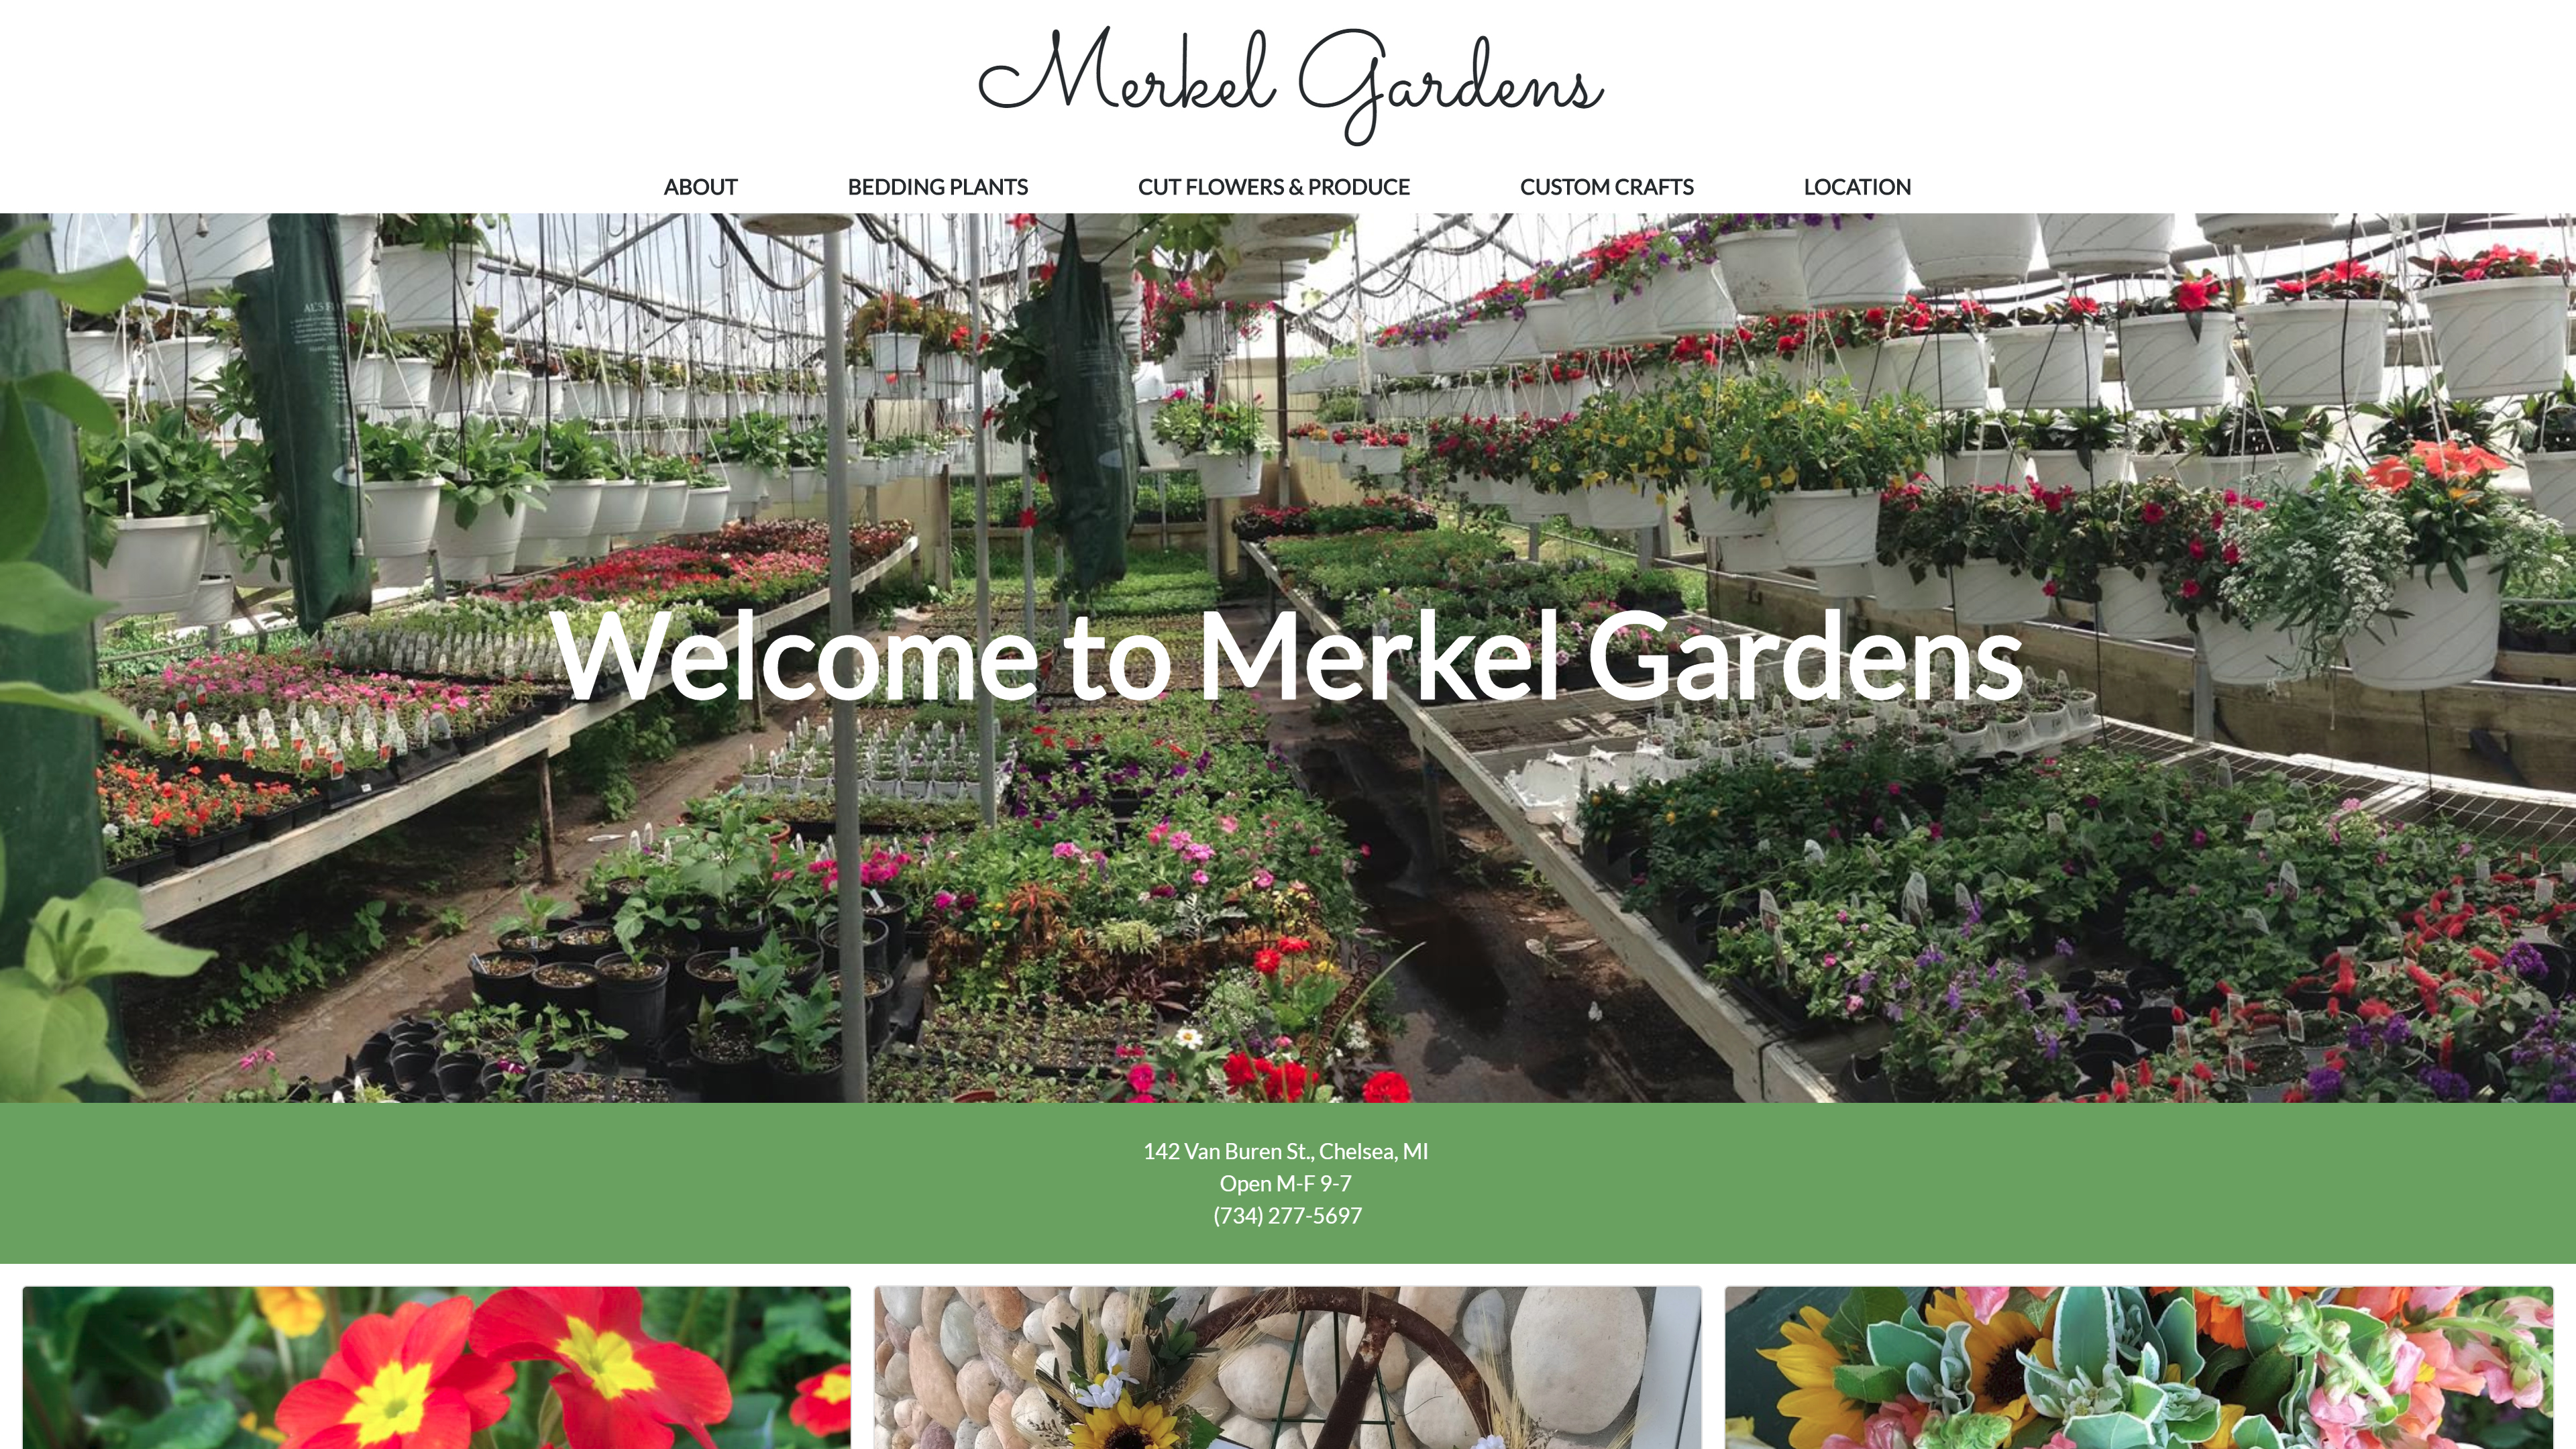 Merkel Gardens
ABOUT BEDDING PLANTS CUT FLOWERS & PRODUCE CUSTOM CRAFTS LOCATION
Welcome to Merkel Gardens
142 Van Buren St., Chelsea, MI
Open M-F 9-7
(734) 277-5697